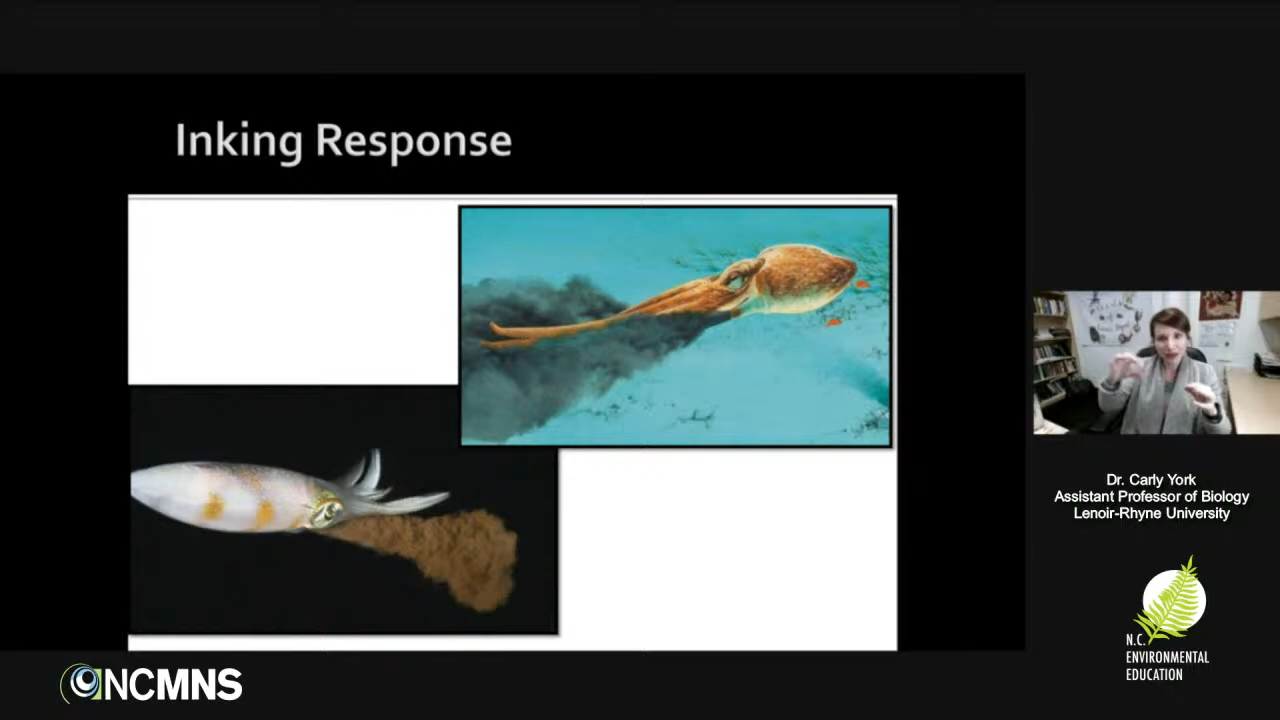 Inking Response
Dr. Carly York
Assistant Professor of Biology
Lenoir-Rhyne University
N.C.
ENVIRONMENTAL
EDUCATION
NCMNS